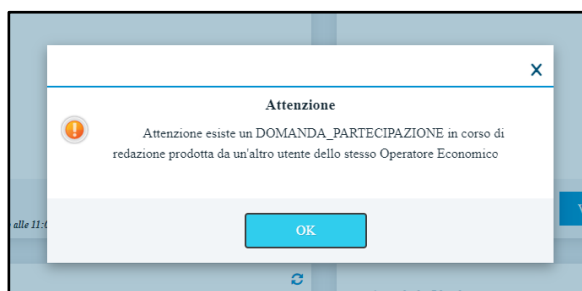 X
Attenzione
Attenzione esiste un DOMANDA_PARTECIPAZIONE in corso di
redazione prodotta da un'altro utente dello stesso Operatore Economico
alle 11:0
V
OK